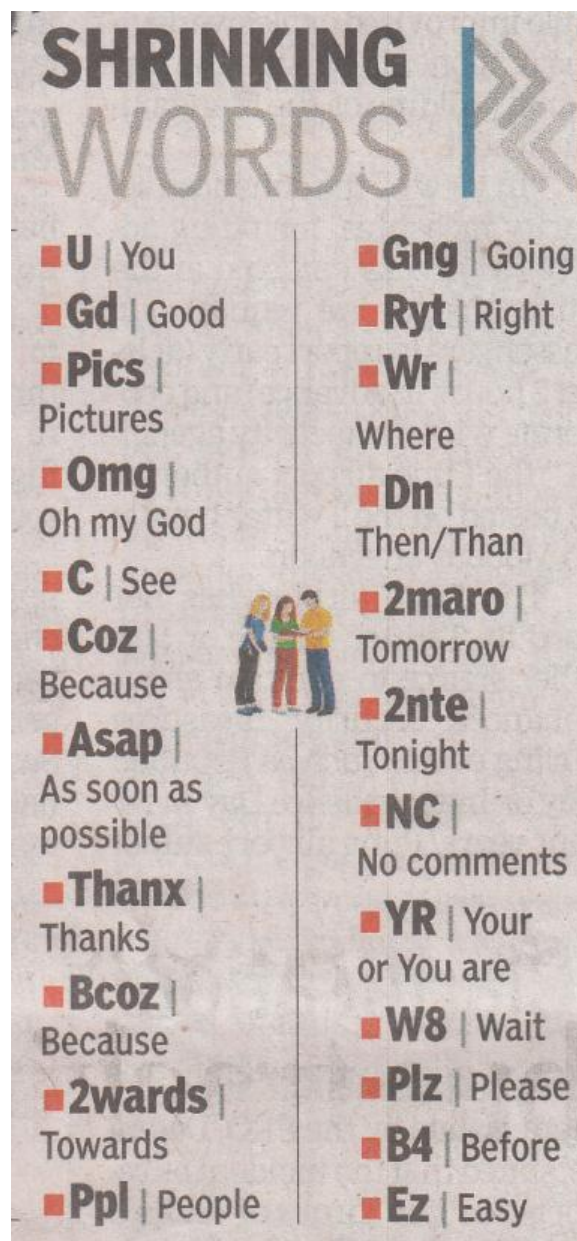 SHRINKING
WORDS
U | You
Gd | Good
Pics |
Pictures
Omg |
Oh my God
C | See
Coz |
Because
Asap |
As soon as
possible
Thanx |
Thanks
Bcoz |
Because
2wards |
Towards
Ppl | People
Gng | Going
Ryt | Right
Wr |
Where
Dn |
Then/Than
2maro |
Tomorrow
2nte |
Tonight
NC |
No comments
YR | Your
or You are
W8 | Wait
Plz | Please
B4 | Before
Ez | Easy